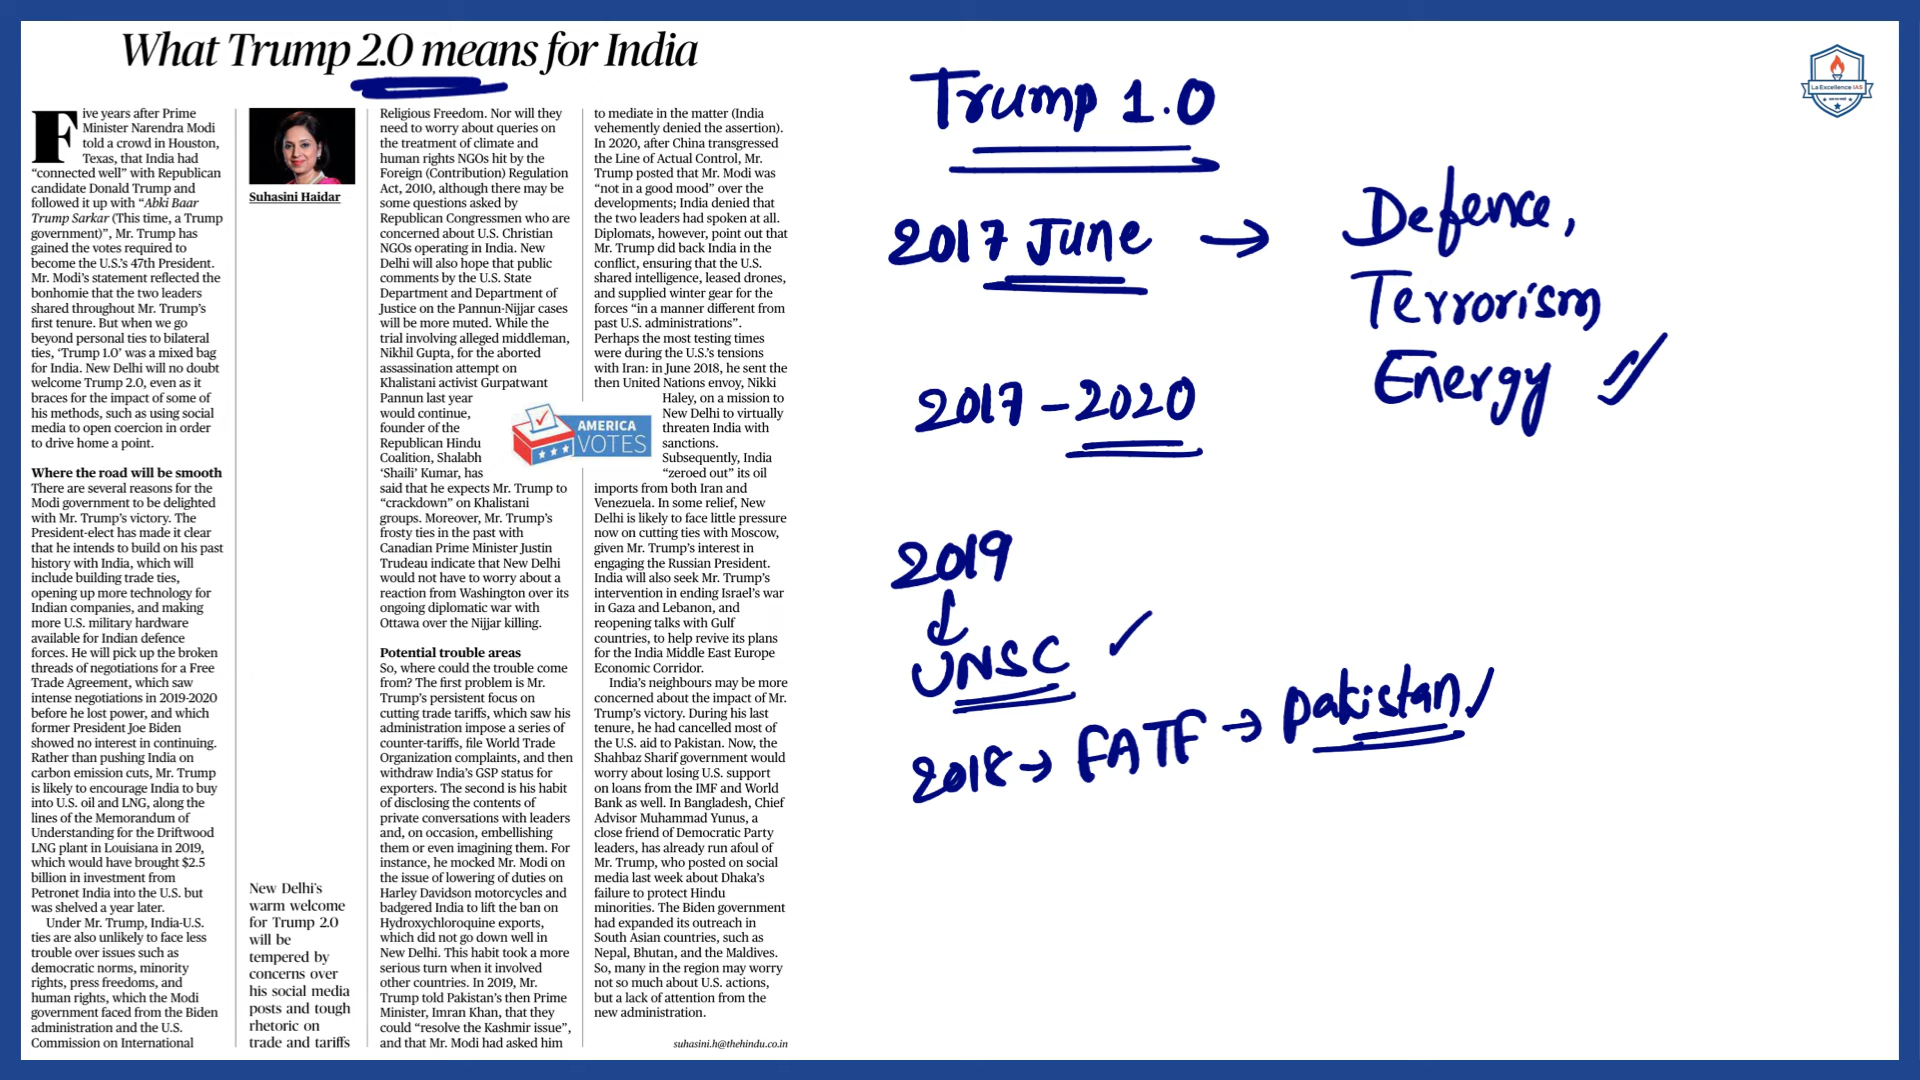 What Trump 2.0 means for India
Five years after Prime
Minister Narendra Modi
told a crowd in Houston,
Texas, that India had
“connected well” with Republican
candidate Donald Trump and
followed it up with “Abki Baar
Trump Sarkar (This time, a Trump
government)”, Mr. Trump has
gained the votes required to
become the U.S.’s 47th President.
Mr. Modi’s statement reflected the
bonhomie that the two leaders
shared throughout Mr. Trump’s
first tenure. But when we go
beyond personal ties to bilateral
ties, ‘Trump 1.0’ was a mixed bag
for India. New Delhi will no doubt
welcome Trump 2.0, even as it
braces for the impact of some of
his methods, such as using social
media to open coercion in order
to drive home a point.
Where the road will be smooth
There are several reasons for the
Modi government to be delighted
with Mr. Trump’s victory. The
President-elect has made it clear
that he intends to build on his past
history with India, which will
include building trade ties,
opening up more technology for
Indian companies, and making
more U.S. military hardware
available for Indian defence
forces. He will pick up the broken
threads of negotiations for a Free
Trade Agreement, which saw
intense negotiations in 2019-2020
before he lost power, and which
former President Joe Biden
showed no interest in continuing.
Rather than pushing India on
carbon emission cuts, Mr. Trump
is likely to encourage India to buy
into U.S. oil and LNG, along the
lines of the Memorandum of
Understanding for the Driftwood
LNG plant in Louisiana in 2019,
which would have brought $2.5
billion in investment from
Petronet India into the U.S. but
was shelved a year later.
Under Mr. Trump, India-U.S.
ties are also unlikely to face less
trouble over issues such as
democratic norms, minority
rights, press freedoms, and
human rights, which the Modi
government faced from the Biden
administration and the U.S.
Commission on International
Suhasini Haidar
New Delhi’s
warm welcome
for Trump 2.0
will be
tempered by
concerns over
his social media
posts and tough
rhetoric on
trade and tariffs
Religious Freedom. Nor will they
need to worry about queries on
the treatment of climate and
human rights NGOs hit by the
Foreign (Contribution) Regulation
Act, 2010, although there may be
some questions asked by
Republican Congressmen who are
concerned about U.S. Christian
NGOs operating in India. New
Delhi will also hope that public
comments by the U.S. State
Department and Department of
Justice on the Pannun-Nijjar cases
will be more muted. While the
trial involving alleged middleman,
Nikhil Gupta, for the aborted
assassination attempt on
Khalistani activist Gurpatwant
Pannun last year
would continue,
founder of the
Republican Hindu
Coalition, Shalabh
‘Shaili’ Kumar, has
said that he expects Mr. Trump to
“crackdown” on Khalistani
groups. Moreover, Mr. Trump’s
frosty ties in the past with
Canadian Prime Minister Justin
Trudeau indicate that New Delhi
would not have to worry about a
reaction from Washington over its
ongoing diplomatic war with
Ottawa over the Nijjar killing.
Potential trouble areas
So, where could the trouble come
from? The first problem is Mr.
Trump’s persistent focus on
cutting trade tariffs, which saw his
administration impose a series of
counter-tariffs, file World Trade
Organization complaints, and then
withdraw India’s GSP status for
exporters. The second is his habit
of disclosing the contents of
private conversations with leaders
and, on occasion, embellishing
them or even imagining them. For
instance, he mocked Mr. Modi on
the issue of lowering of duties on
Harley Davidson motorcycles and
badgered India to lift the ban on
Hydroxychloroquine exports,
which did not go down well in
New Delhi. This habit took a more
serious turn when it involved
other countries. In 2019, Mr.
Trump told Pakistan’s then Prime
Minister, Imran Khan, that they
could “resolve the Kashmir issue”,
and that Mr. Modi had asked him
AMERICA
VOTES
to mediate in the matter (India
vehemently denied the assertion).
In 2020, after China transgressed
the Line of Actual Control, Mr.
Trump posted that Mr. Modi was
“not in a good mood” over the
developments; India denied that
the two leaders had spoken at all.
Diplomats, however, point out that
Mr. Trump did back India in the
conflict, ensuring that the U.S.
shared intelligence, leased drones,
and supplied winter gear for the
forces “in a manner different from
past U.S. administrations”.
Perhaps the most testing times
were during the U.S.’s tensions
with Iran: in June 2018, he sent the
then United Nations envoy, Nikki
Haley, on a mission to
New Delhi to virtually
threaten India with
sanctions.
Subsequently, India
“zeroed out” its oil
imports from both Iran and
Venezuela. In some relief, New
Delhi is likely to face little pressure
now on cutting ties with Moscow,
given Mr. Trump’s interest in
engaging the Russian President.
India will also seek Mr. Trump’s
intervention in ending Israel’s war
in Gaza and Lebanon, and
reopening talks with Gulf
countries, to help revive its plans
for the India Middle East Europe
Economic Corridor.
India’s neighbours may be more
concerned about the impact of Mr.
Trump’s victory. During his last
tenure, he had cancelled most of
the U.S. aid to Pakistan. Now, the
Shahbaz Sharif government would
worry about losing U.S. support
on loans from the IMF and World
Bank as well. In Bangladesh, Chief
Advisor Muhammad Yunus, a
close friend of Democratic Party
leaders, has already run afoul of
Mr. Trump, who posted on social
media last week about Dhaka’s
failure to protect Hindu
minorities. The Biden government
had expanded its outreach in
South Asian countries, such as
Nepal, Bhutan, and the Maldives.
So, many in the region may worry
not so much about U.S. actions,
but a lack of attention from the
new administration.
suhasini.h@thehindu.co.in
Trump 1.0
2017 June → Defence,
Terrorism
Energy
2017 – 2020
2019
↓
UNSC ✓
2018 → FATF → Pakistan ✓
La Excellence IAS